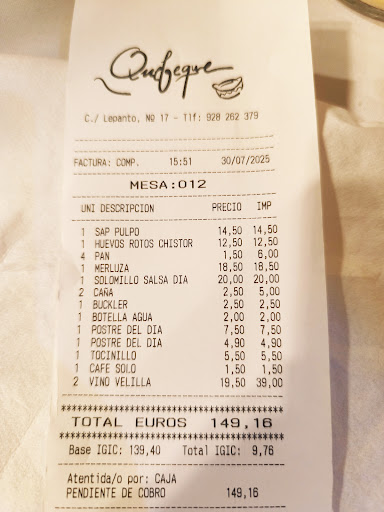 Qufeque
C./ Lepanto, Nº 17 - Tlf: 928 262 379
FACTURA: COMP. 15:51 30/07/2025
MESA:012
UNI DESCRIPCION PRECIO IMP
1 SAP PULPO 14,50 14,50
1 HUEVOS ROTOS CHISTOR 12,50 12,50
4 PAN 1,50 6,00
1 MERLUZA 18,50 18,50
1 SOLOMILLO SALSA DIA 20,00 20,00
2 CAÑA 2,50 5,00
1 BUCKLER 2,50 2,50
1 BOTELLA AGUA 2,00 2,00
1 POSTRE DEL DIA 7,50 7,50
1 POSTRE DEL DIA 4,90 4,90
1 TOCINILLO 5,50 5,50
1 CAFE SOLO 1,50 1,50
2 VINO VELILLA 19,50 39,00
********************************
TOTAL EUROS 149,16
********************************
Base IGIC: 139,40 Total IGIC: 9,76
Atentida/o por: CAJA
PENDIENTE DE COBRO 149,16